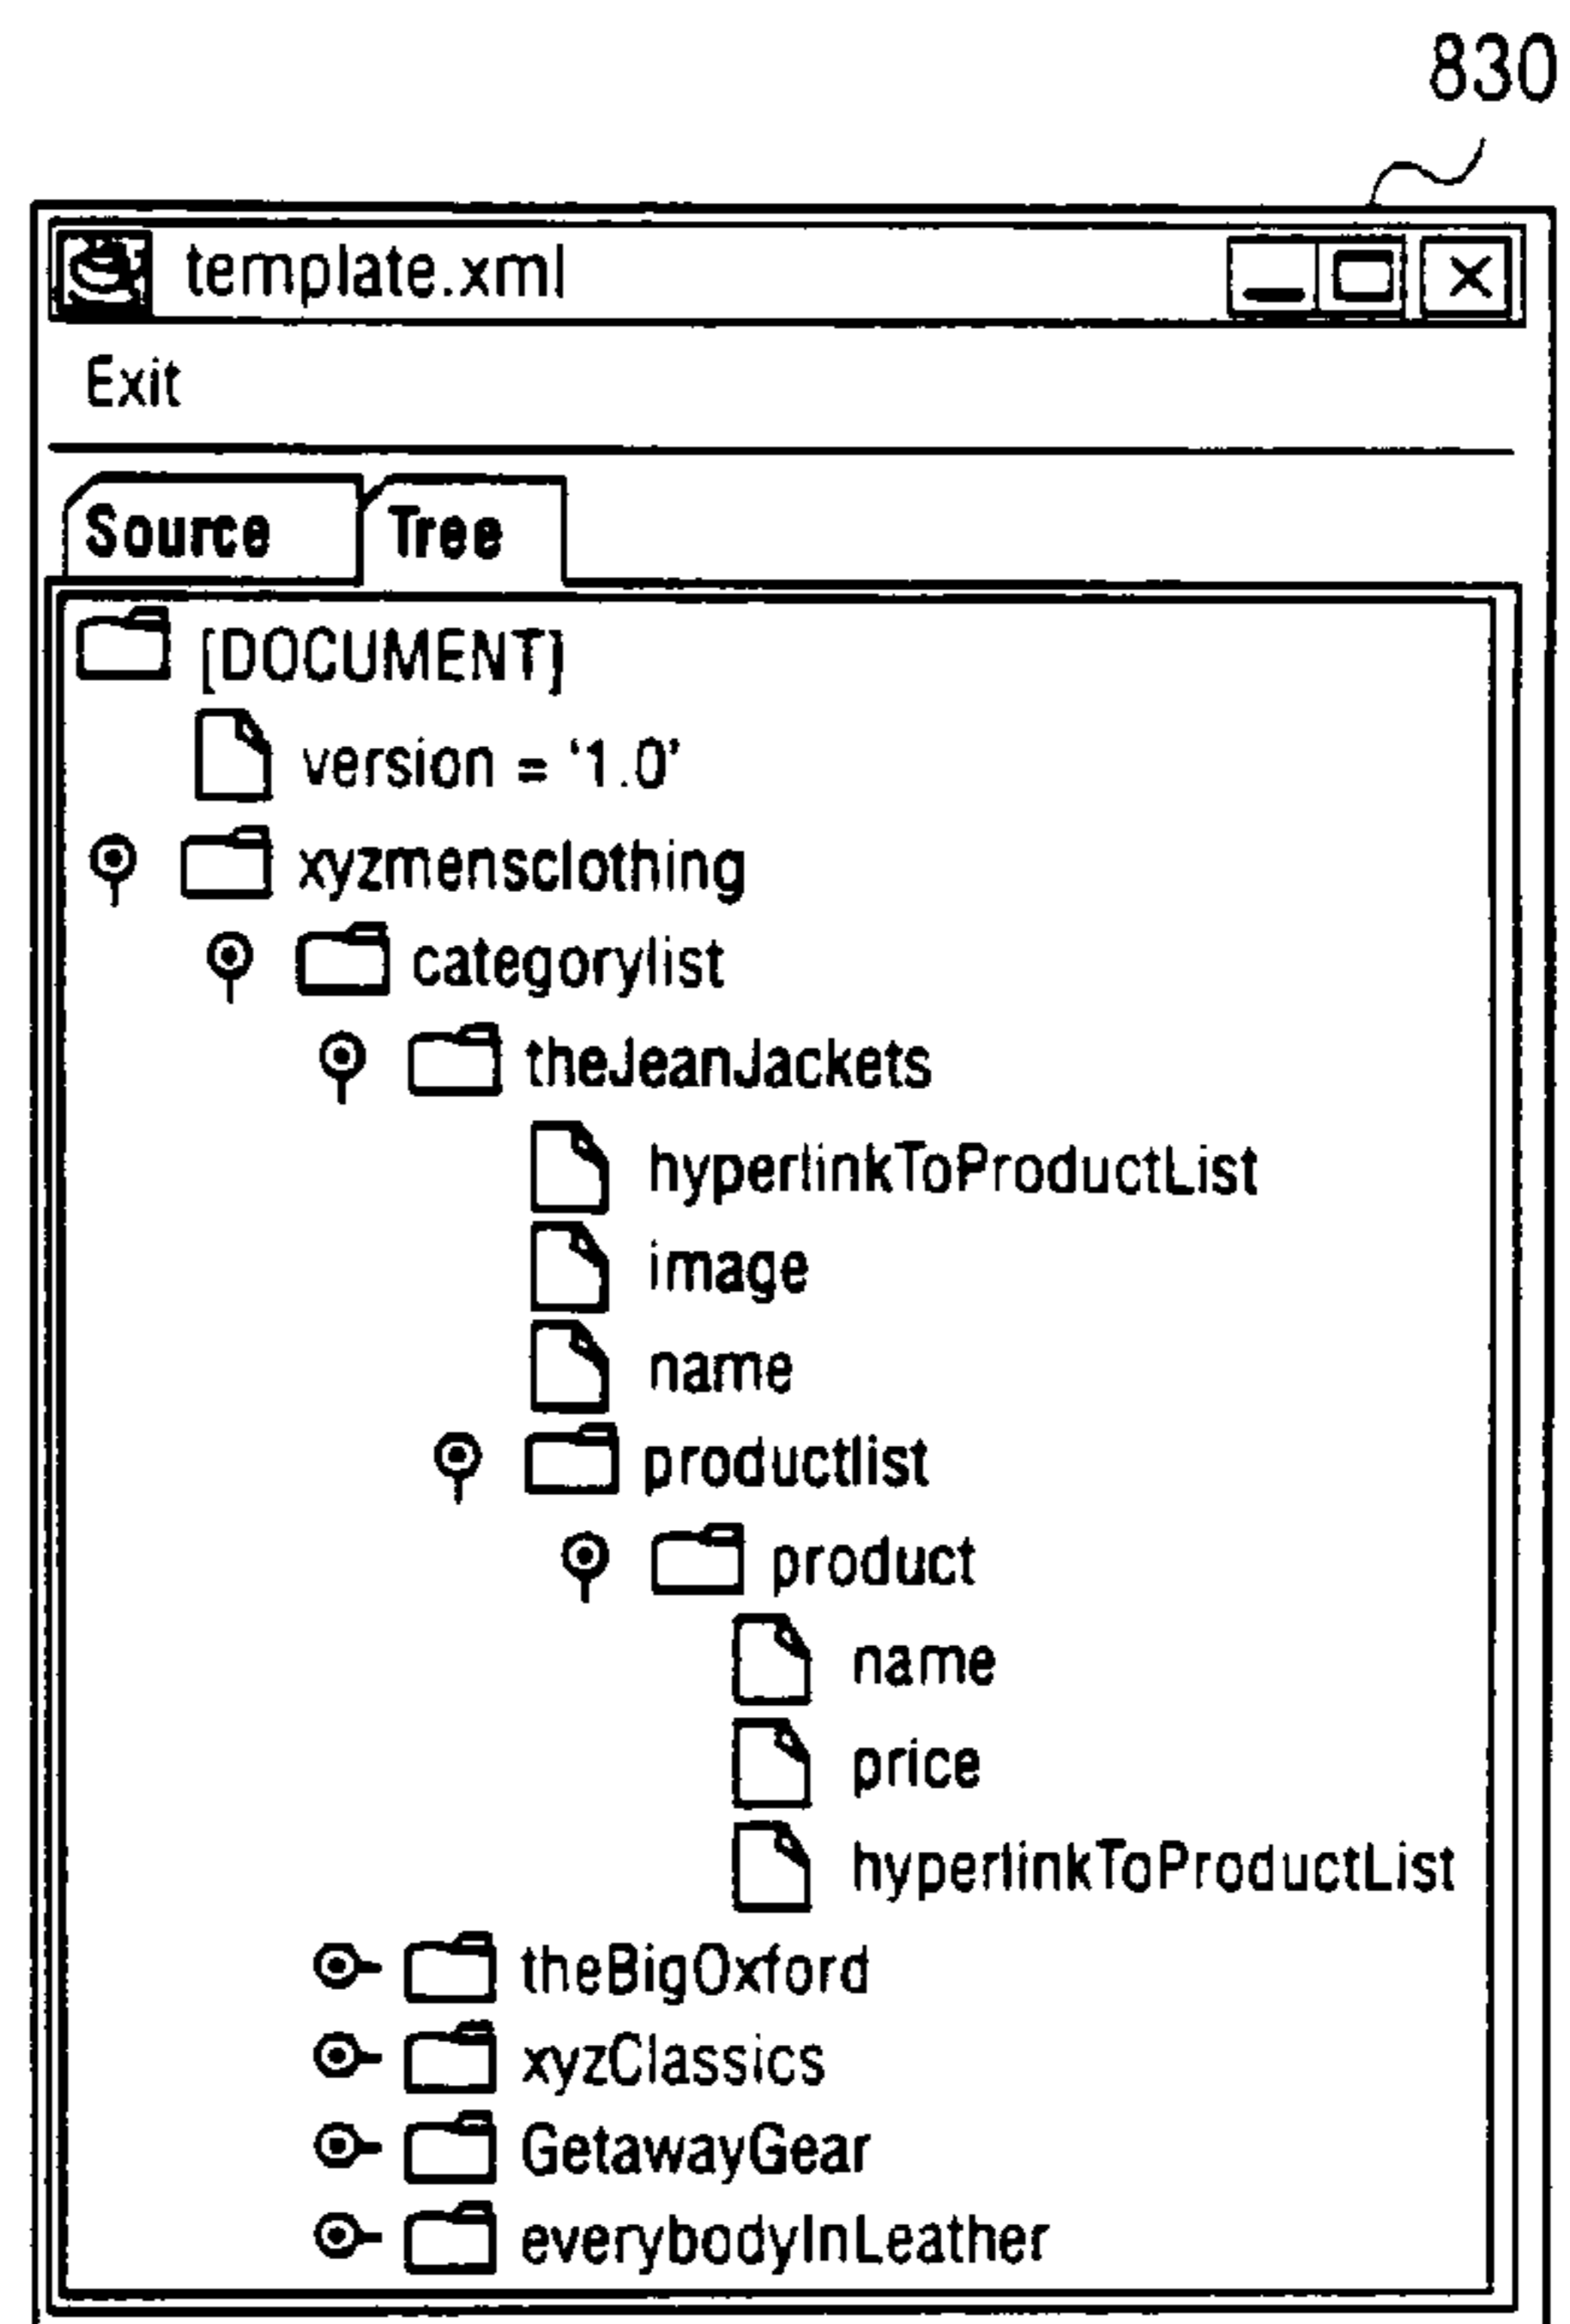 830
template.xml
Exit
Source Tree
[DOCUMENT]
version = '1.0'
xyzmensclothing
categorylist
theJeanJackets
hyperlinkToProductList
image
name
productlist
product
name
price
hyperlinkToProductList
theBigOxford
xyzClassics
GetawayGear
everybodyInLeather